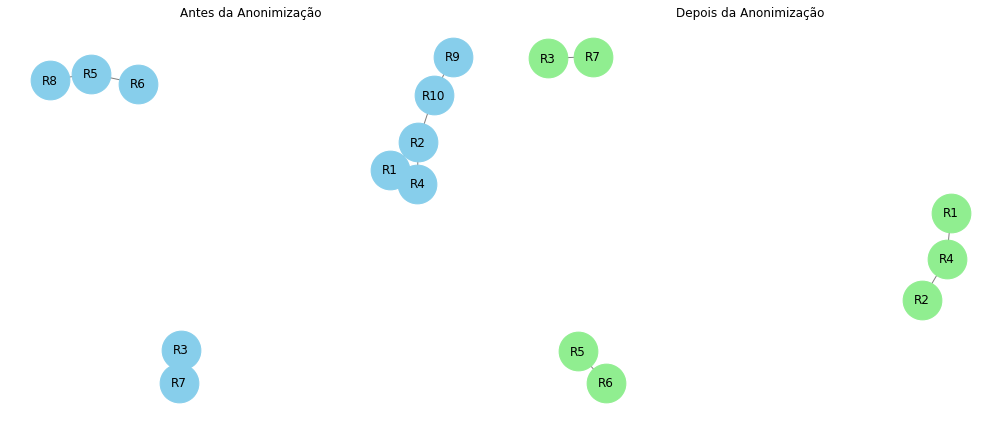 Antes da Anonimização
R8
R5
R6
R9
R10
R2
R1
R4
R3
R7
Depois da Anonimização
R3
R7
R1
R4
R2
R5
R6